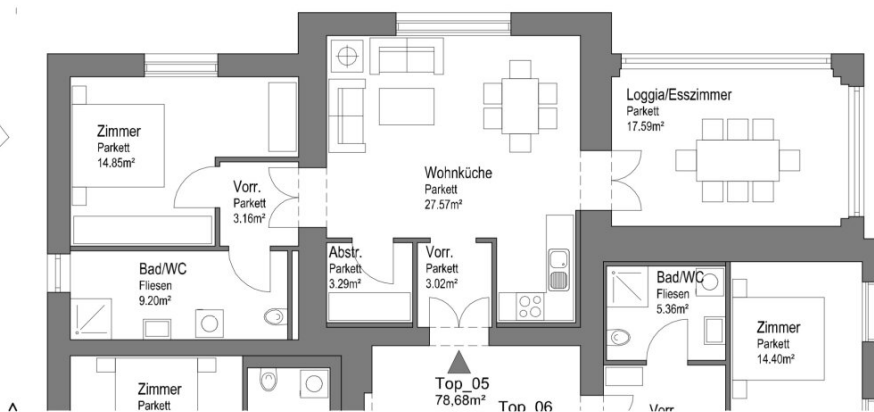 Zimmer
Parkett
14.85m²
Vorr.
Parkett
3.16m²
Bad/WC
Fliesen
9.20m²
Wohnküche
Parkett
27.57m²
Abstr.
Parkett
3.29m²
Vorr.
Parkett
3.02m²
Loggia/Esszimmer
Parkett
17.59m²
Bad/WC
Fliesen
5.36m²
Zimmer
Parkett
14.40m²
Zimmer
Parkett
Top_05
78,68m²
Top_06
Vorr.